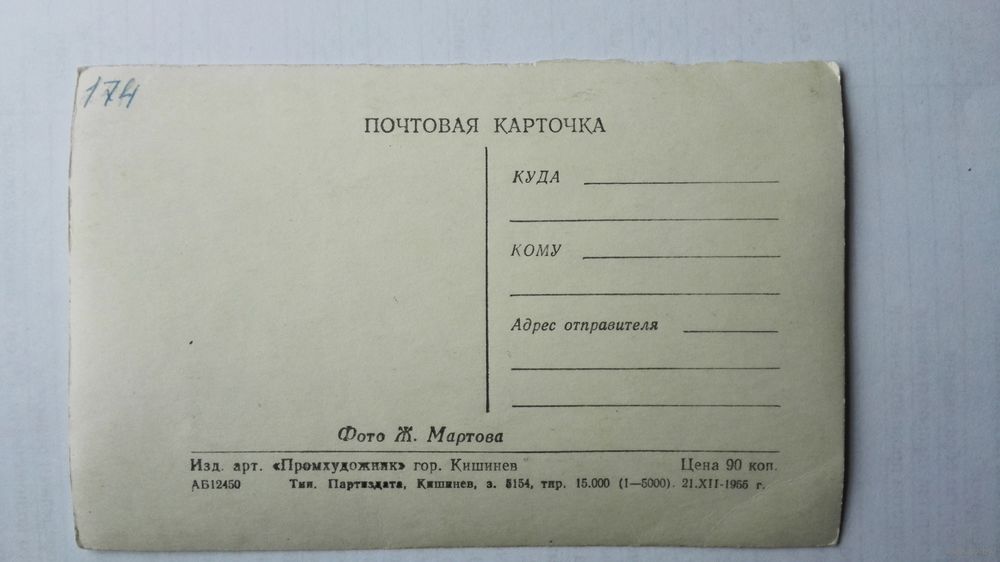 174
ПОЧТОВАЯ КАРТОЧКА
КУДА
КОМУ
Адрес отправителя
Фото Ж. Мартова
Изд. арт. «Промхудожник» гор. Кишинев Цена 90 коп.
АБ12450 Тип. Партиздата, Кишинев, з. 5154, тир. 15.000 (1—5000). 21.XII-1955 г.